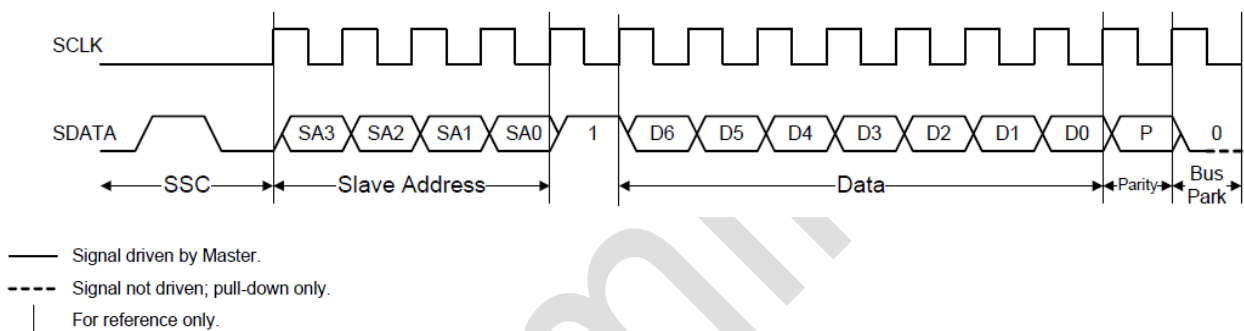 SCLK
SDATA SA3 SA2 SA1 SA0 1 D6 D5 D4 D3 D2 D1 D0 P 0
SSC Slave Address Data Parity Bus Park
Signal driven by Master.
Signal not driven; pull-down only.
For reference only.